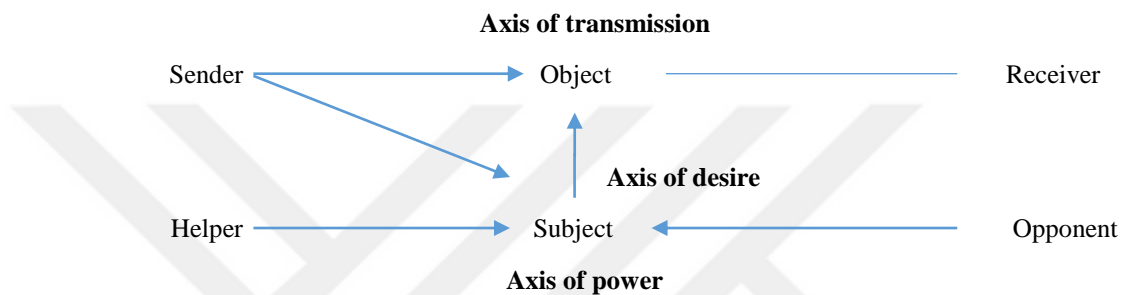 Axis of transmission
Sender Object Receiver
Axis of desire
Helper Subject Opponent
Axis of power